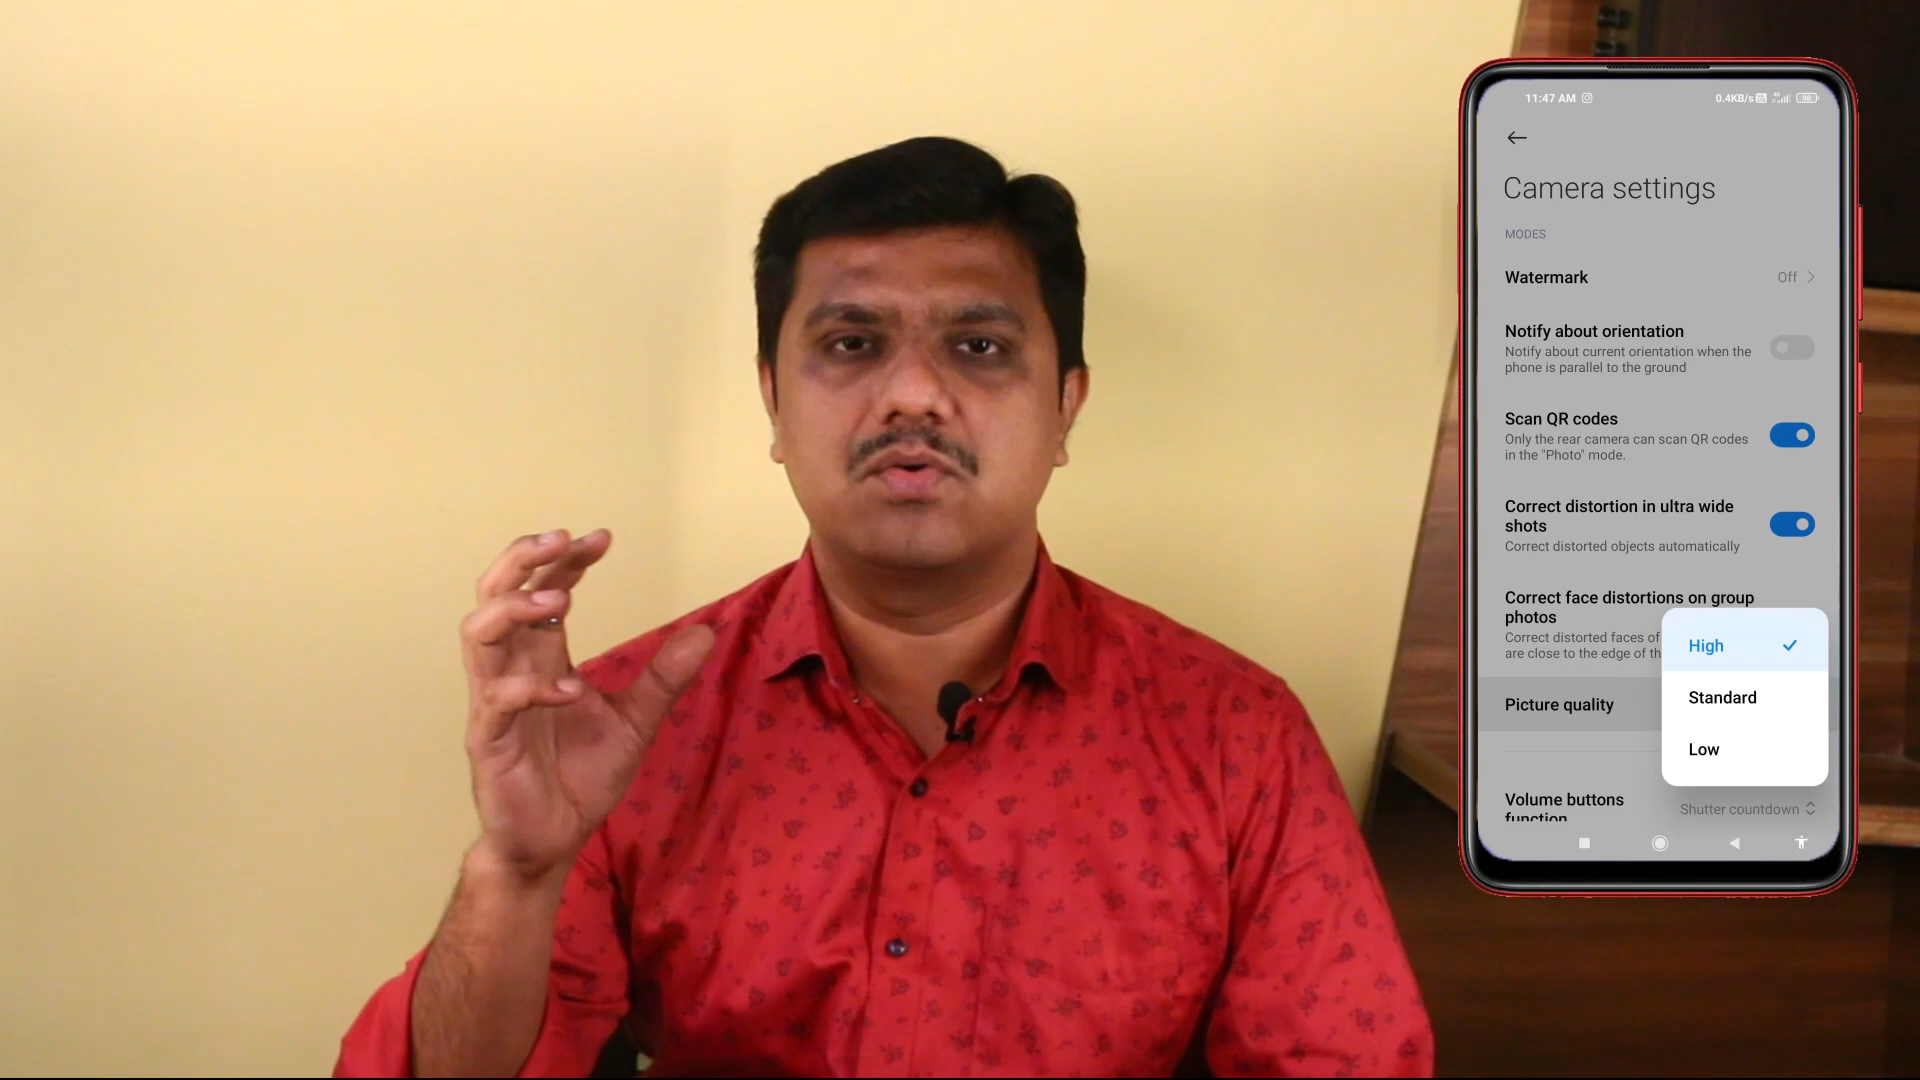 11:47 AM
0.4KB/s
4G
98
Camera settings
MODES
Watermark
Off
Notify about orientation
Notify about current orientation when the
phone is parallel to the ground
Scan QR codes
Only the rear camera can scan QR codes
in the "Photo" mode.
Correct distortion in ultra wide
shots
Correct distorted objects automatically
Correct face distortions on group
photos
Correct distorted faces of
are close to the edge of th
High
Picture quality
Standard
Low
Volume buttons
function
Shutter countdown